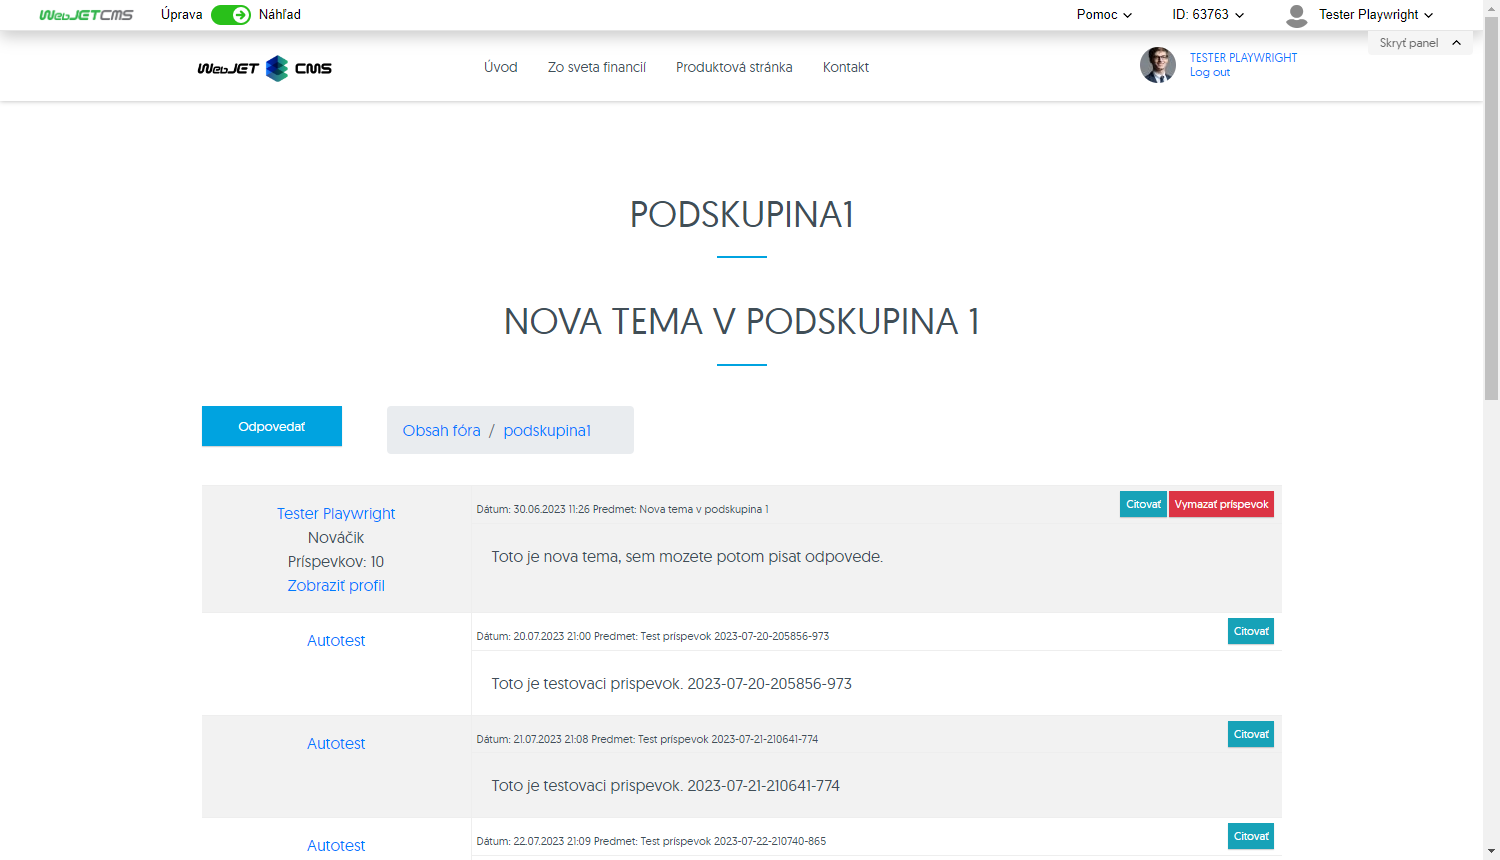 WebJETCMS Úprava Náhľad Pomoc ID: 63763 Tester Playwright
Skryť panel
WebJET CMS Úvod Zo sveta financií Produktová stránka Kontakt TESTER PLAYWRIGHT
Log out
PODSKUPINA1
NOVA TEMA V PODSKUPINA 1
Odpovedať Obsah fóra / podskupina1
Tester Playwright
Nováčik
Príspevkov: 10
Zobraziť profil
Dátum: 30.06.2023 11:26 Predmet: Nova tema v podskupina 1 Citovať Vymazať príspevok
Toto je nova tema, sem mozete potom pisat odpovede.
Autotest
Dátum: 20.07.2023 21:00 Predmet: Test príspevok 2023-07-20-205856-973 Citovať
Toto je testovaci prispevok. 2023-07-20-205856-973
Autotest
Dátum: 21.07.2023 21:08 Predmet: Test príspevok 2023-07-21-210641-774 Citovať
Toto je testovaci prispevok. 2023-07-21-210641-774
Autotest
Dátum: 22.07.2023 21:09 Predmet: Test príspevok 2023-07-22-210740-865 Citovať